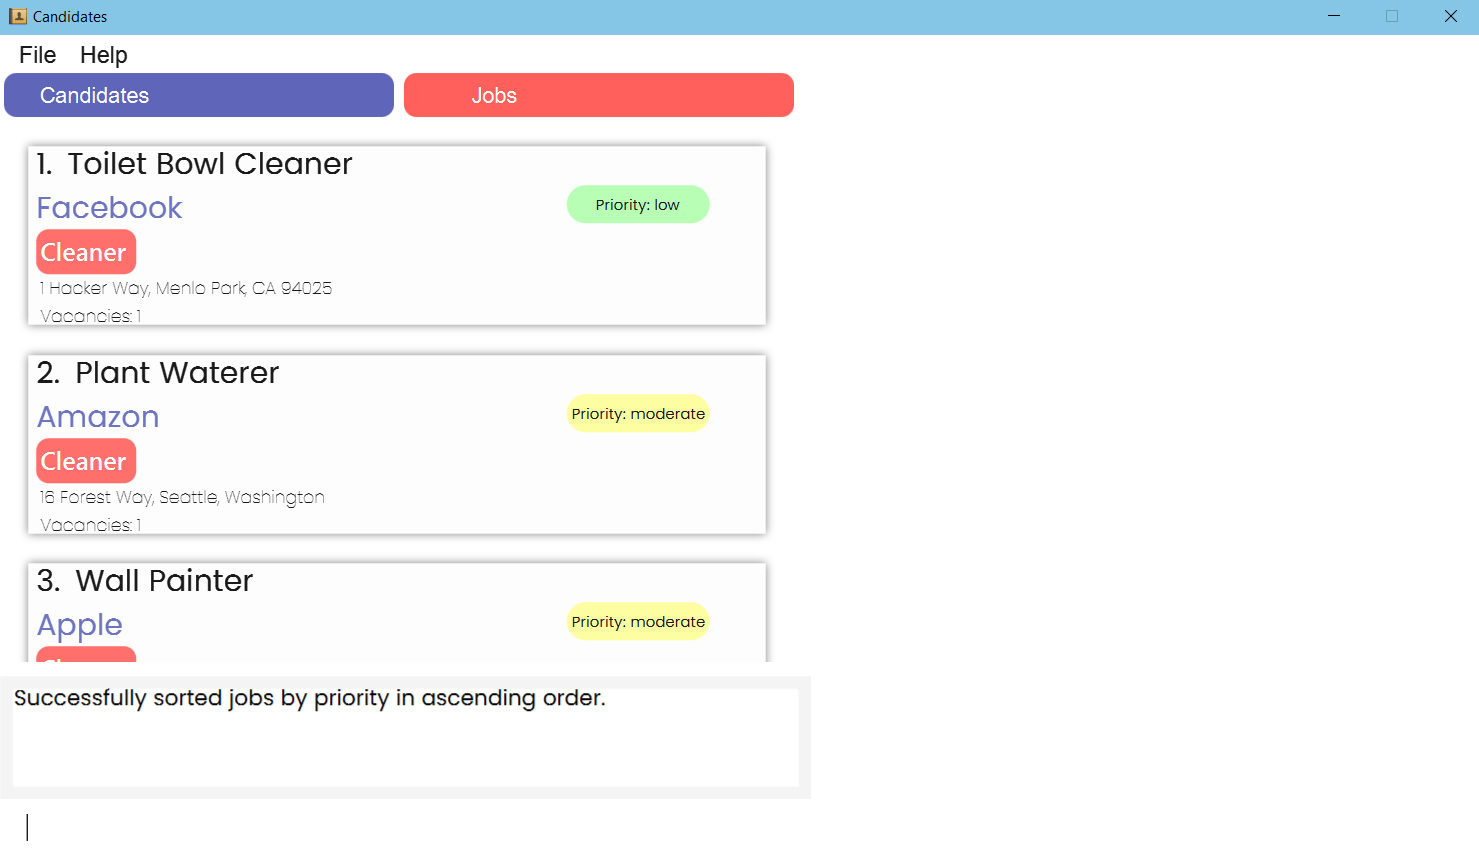 Candidates
File Help
Candidates Jobs
1. Toilet Bowl Cleaner
Facebook
Priority: low
Cleaner
1 Hacker Way, Menlo Park, CA 94025
Vacancies: 1
2. Plant Waterer
Amazon
Priority: moderate
Cleaner
16 Forest Way, Seattle, Washington
Vacancies: 1
3. Wall Painter
Apple
Priority: moderate
Successfully sorted jobs by priority in ascending order.